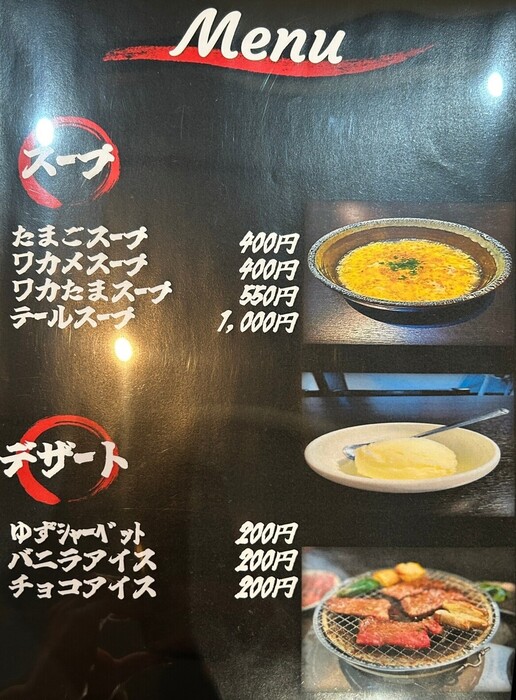 Menu
スープ
たまごスープ 400円
ワカメスープ 400円
ワカたまスープ 550円
テールスープ 1,000円
デザート
ゆずシャーベット 200円
バニラアイス 200円
チョコアイス 200円